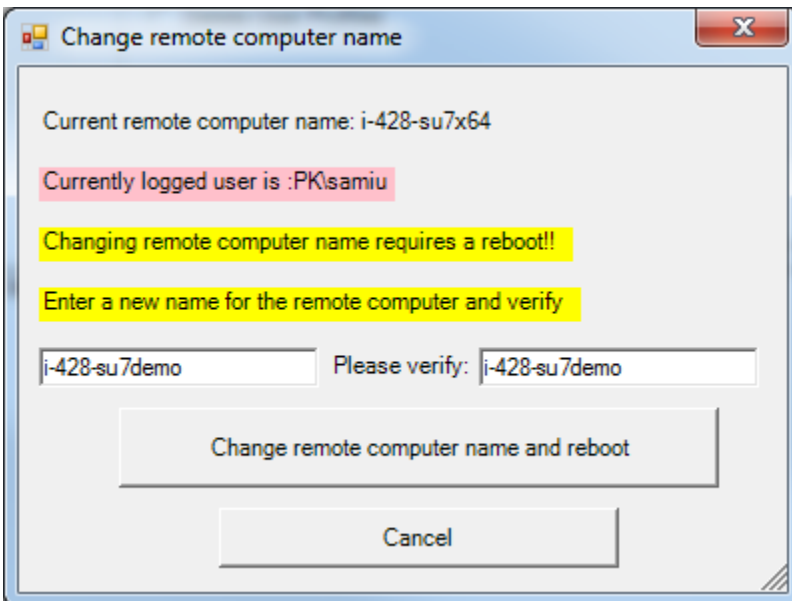 Change remote computer name
Current remote computer name: i-428-su7x64
Currently logged user is :PK\samiu
Changing remote computer name requires a reboot!!
Enter a new name for the remote computer and verify
i-428-su7demo Please verify: i-428-su7demo
Change remote computer name and reboot
Cancel